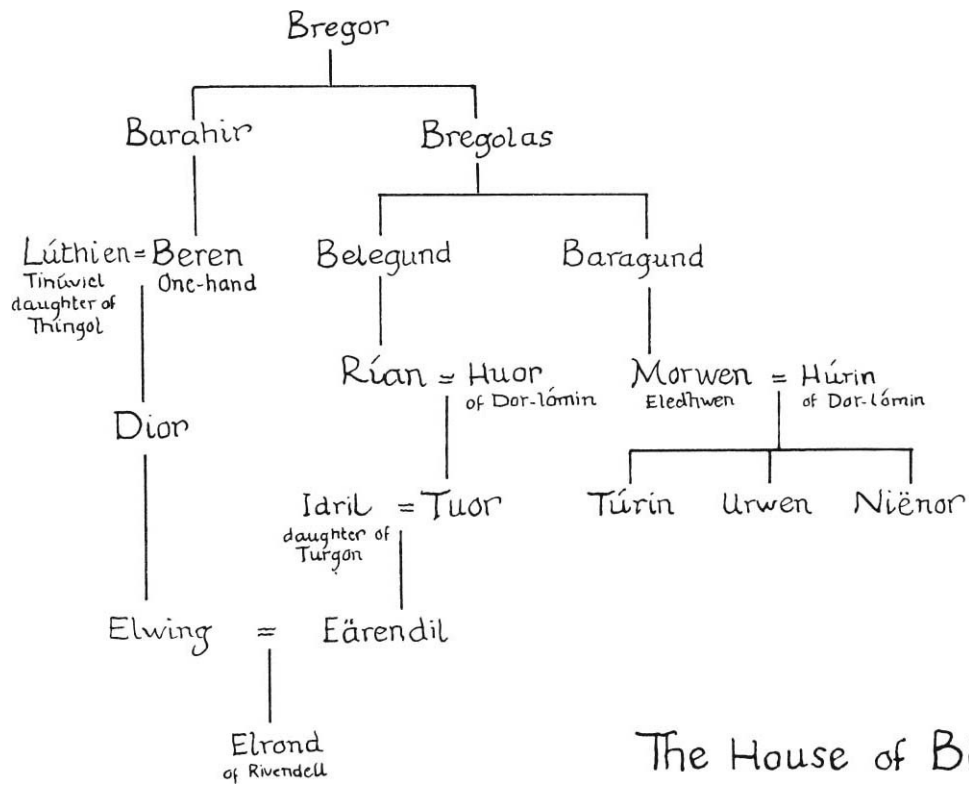 Bregor
Barahir Bregolas
Lúthien = Beren Belegund Baragund
Tinúviel One-hand
daughter of
Thingol
Rían = Huor Morwen = Húrin
of Dor-lómin Eledhwen of Dor-lómin
Dior
Idril = Tuor Túrin Urwen Niënor
daughter of
Turgon
Elwing = Eärendil
Elrond
of Rivendell
The House of